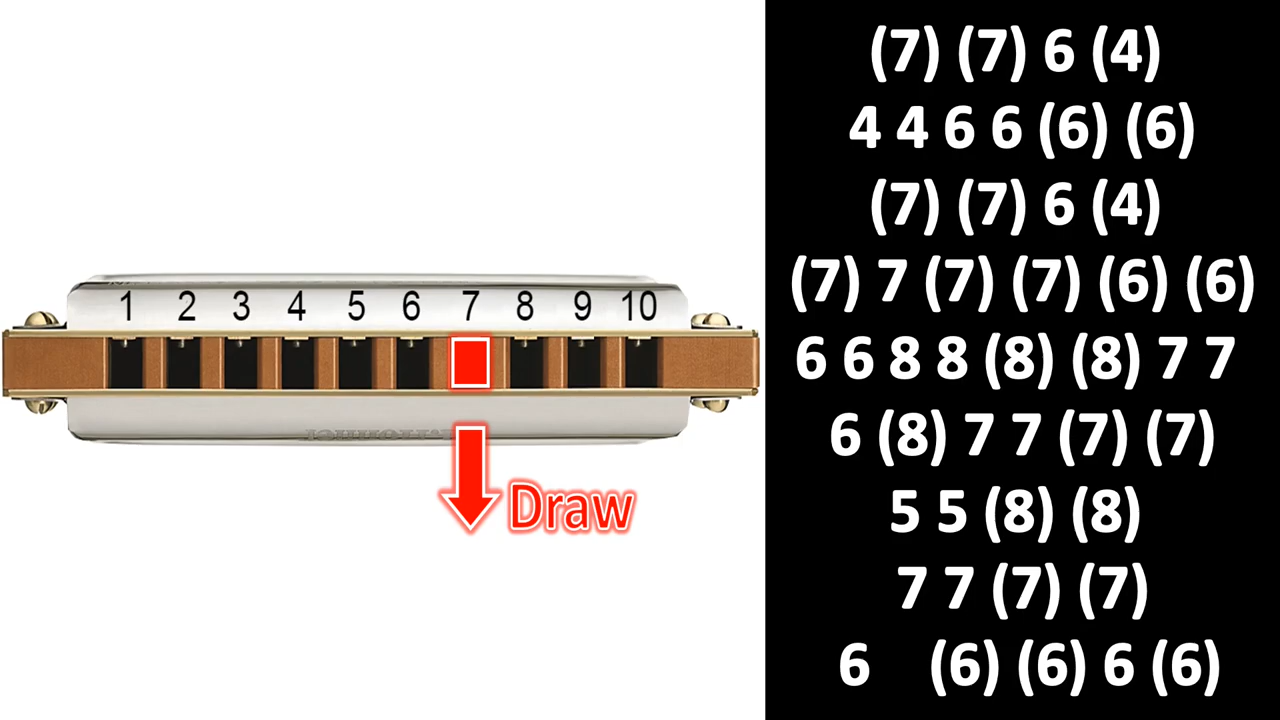 1 2 3 4 5 6 7 8 9 10
Draw
(7) (7) 6 (4)
4 4 6 6 (6) (6)
(7) (7) 6 (4)
(7) 7 (7) (7) (6) (6)
6 6 8 8 (8) (8) 7 7
6 (8) 7 7 (7) (7)
5 5 (8) (8)
7 7 (7) (7)
6 (6) (6) 6 (6)